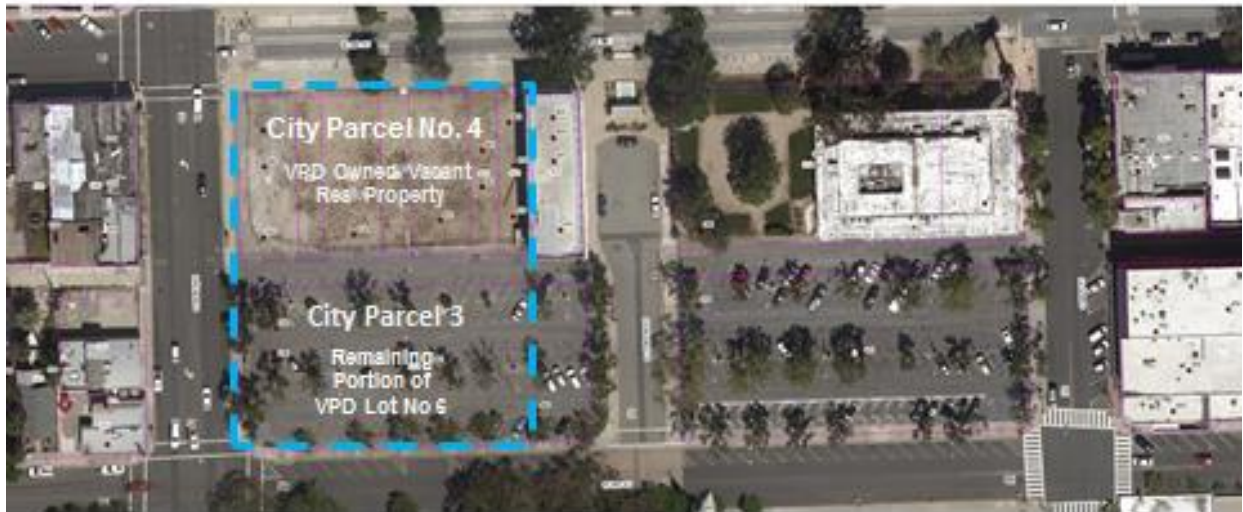 City Parcel No. 4
VPD Owned Vacant
Real Property
City Parcel 3
Remaining
Portion of
VPD Lot No 6